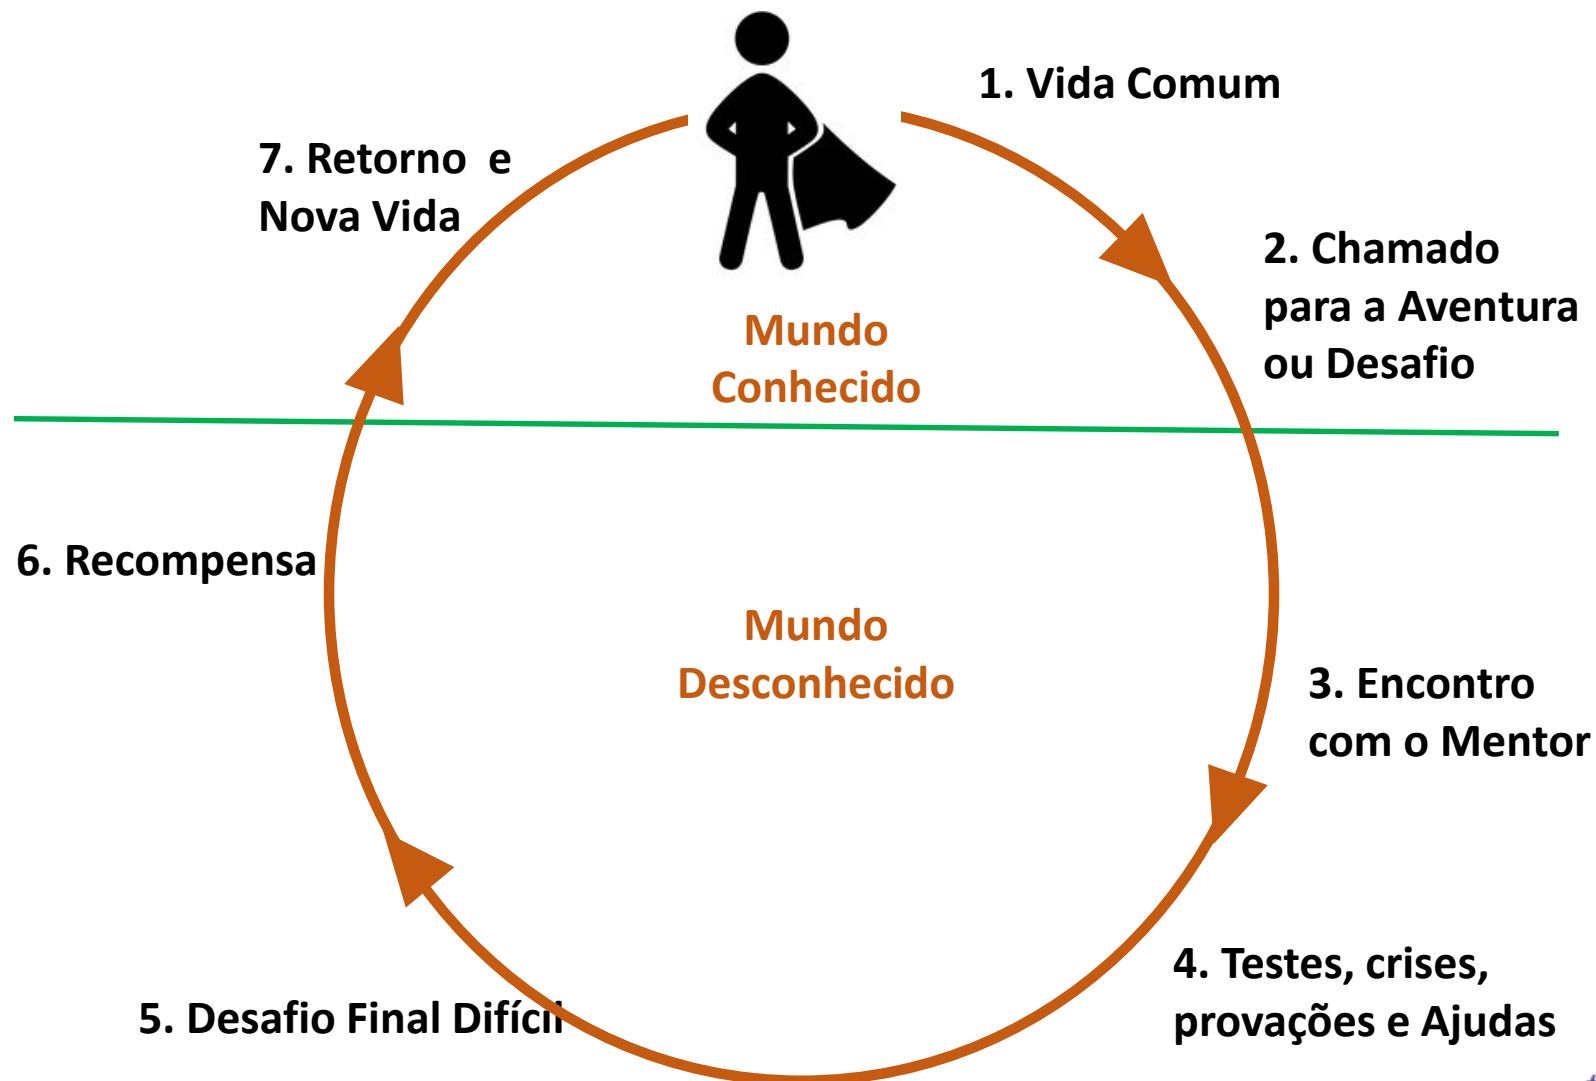 1. Vida Comum
2. Chamado
para a Aventura
ou Desafio
3. Encontro
com o Mentor
4. Testes, crises,
provações e Ajudas
5. Desafio Final Difícil
6. Recompensa
7. Retorno e
Nova Vida
Mundo
Conhecido
Mundo
Desconhecido